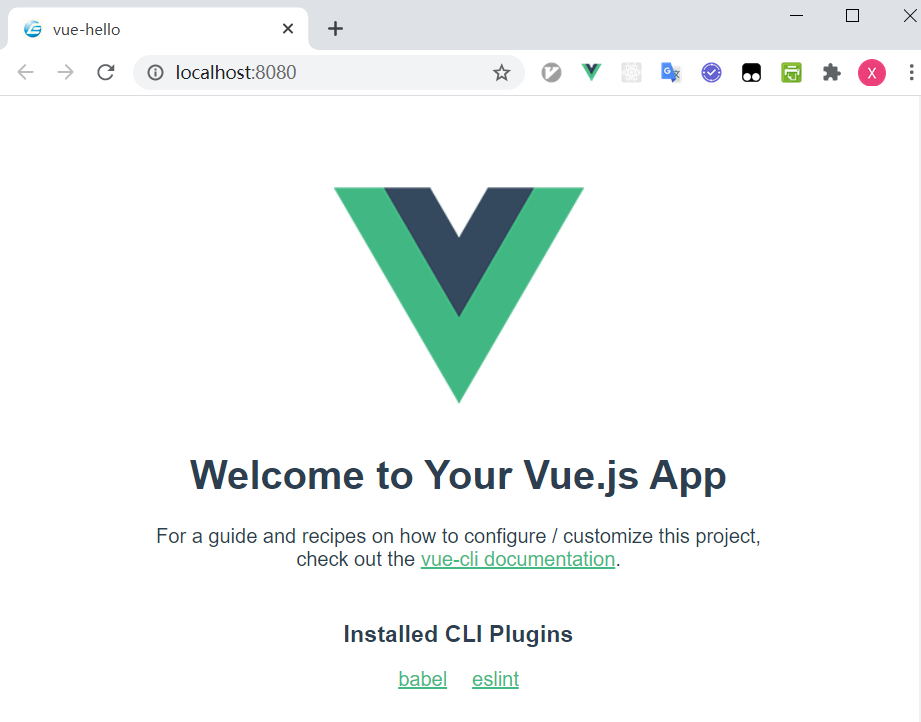 vue-hello
localhost:8080
X
Welcome to Your Vue.js App
For a guide and recipes on how to configure / customize this project,
check out the vue-cli documentation.
Installed CLI Plugins
babel eslint